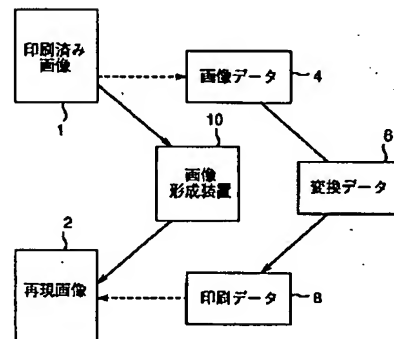 印刷済み
画像
1
画像データ
4
10
画像
形成装置
6
変換データ
2
再現画像
印刷データ
8